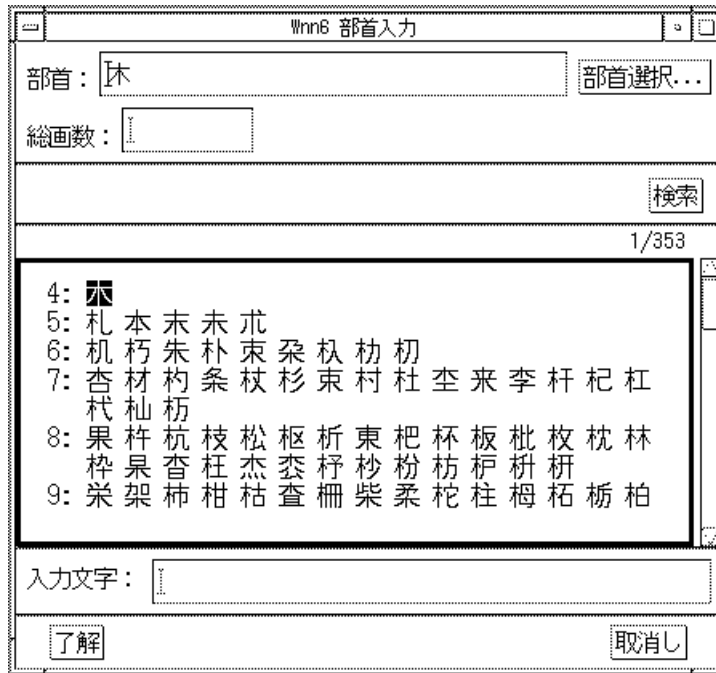 Wnn6 部首入力
部首： 木 部首選択...
総画数：
検索
1/353
4: 木
5: 札 本 末 未 朮
6: 机 朽 朱 朴 朿 朶 朳 朸 朷
7: 杏 材 杓 条 杖 杉 束 村 杜 坙 来 李 杆 杞 杠
杙 杣 杤
8: 果 杵 杭 枝 松 枢 析 東 杷 杯 板 枇 枚 枕 林
枠 杲 杳 枉 杰 枩 杼 杪 枌 枋 枦 枡 枅
9: 栄 架 柿 柑 枯 査 柵 柴 柔 柁 柱 栂 柘 栃 柏
入力文字：
了解 取消し